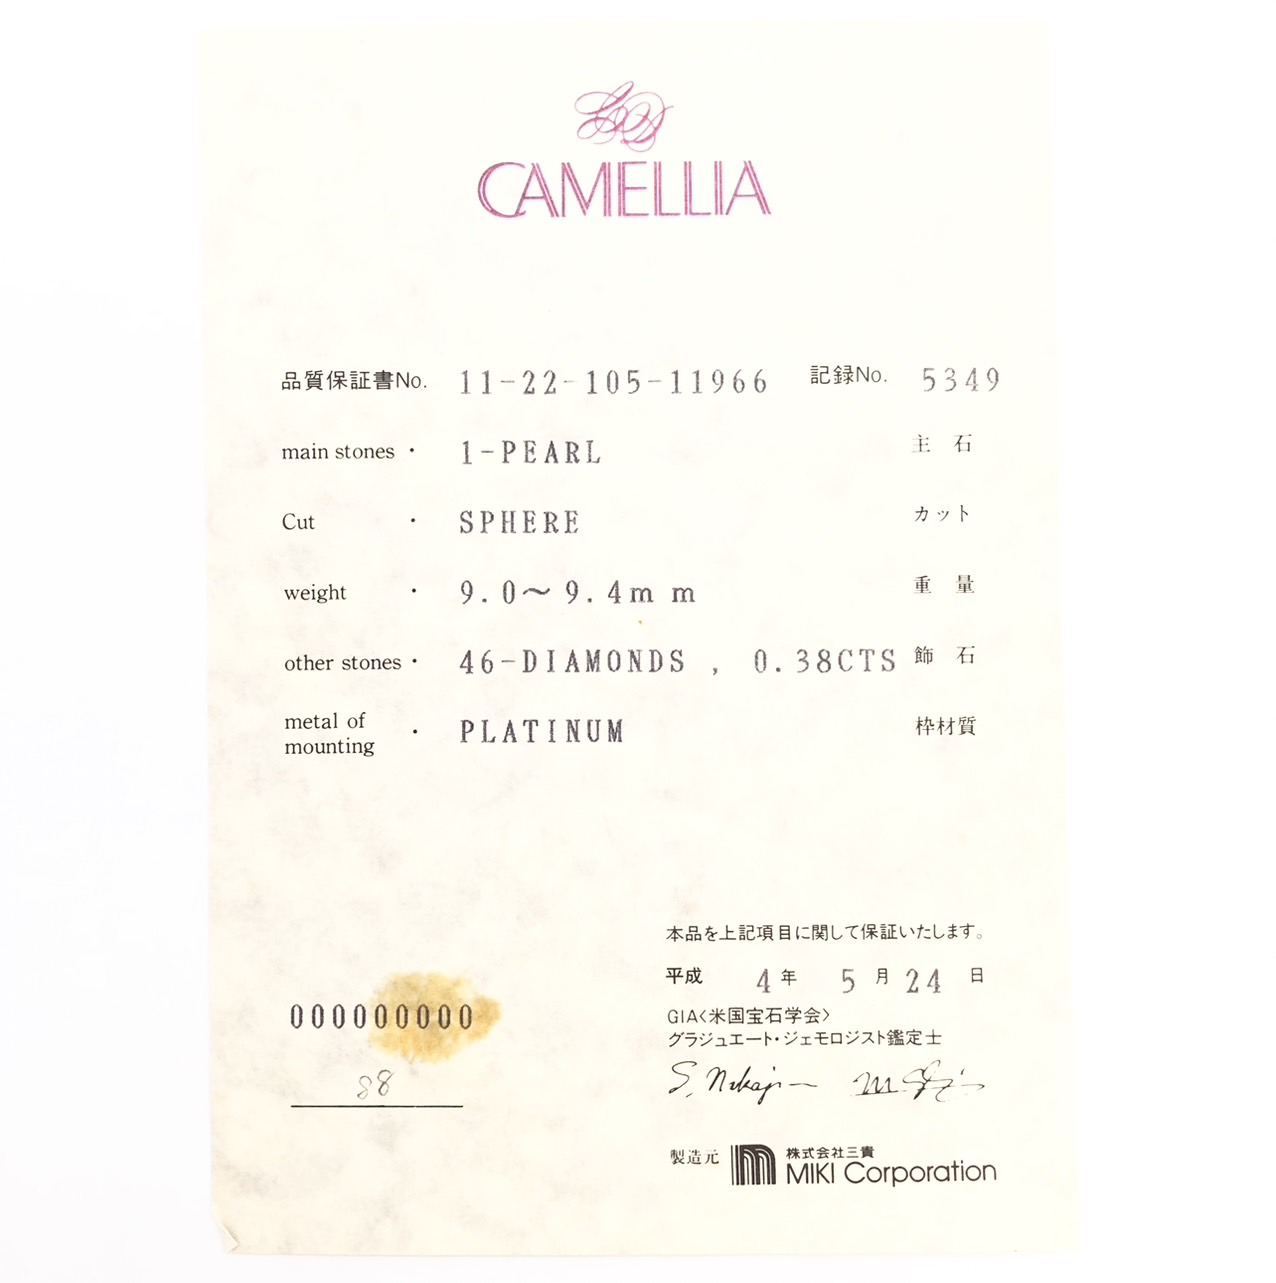 CAMELLIA
品質保証書No. 11-22-105-11966 記録No. 5349
main stones・ 1-PEARL 主石
Cut ・ SPHERE カット
weight ・ 9.0～9.4mm 重量
other stones・ 46-DIAMONDS , 0.38CTS 飾石
metal of
mounting ・ PLATINUM 枠材質
本品を上記項目に関して保証いたします。
平成 4年 5月24日
000000000
GIA〈米国宝石学会〉
グラジュエート・ジェモロジスト鑑定士
88
製造元 株式会社三貴
MIKI Corporation